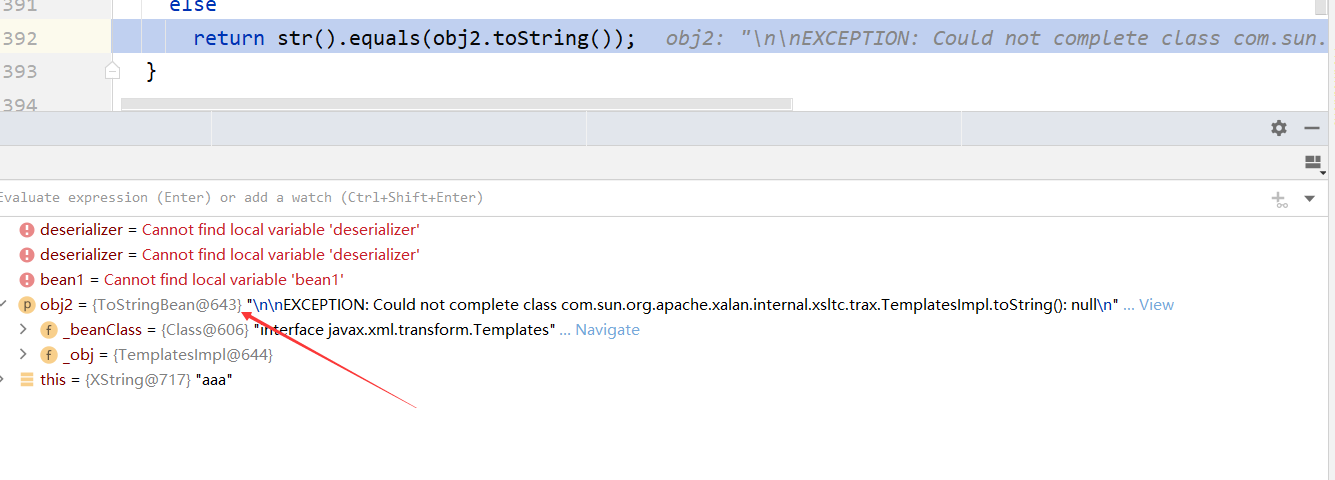 391 else
392 return str().equals(obj2.toString()); obj2: "\n\nEXCEPTION: Could not complete class com.sun.
393 }
394
Evaluate expression (Enter) or add a watch (Ctrl+Shift+Enter)
deserializer = Cannot find local variable 'deserializer'
deserializer = Cannot find local variable 'deserializer'
bean1 = Cannot find local variable 'bean1'
p obj2 = {ToStringBean@643} "\n\nEXCEPTION: Could not complete class com.sun.org.apache.xalan.internal.xsltc.trax.TemplatesImpl.toString(): null\n" ... View
f _beanClass = {Class@606} "interface javax.xml.transform.Templates" ... Navigate
f _obj = {TemplatesImpl@644}
this = {XString@717} "aaa"